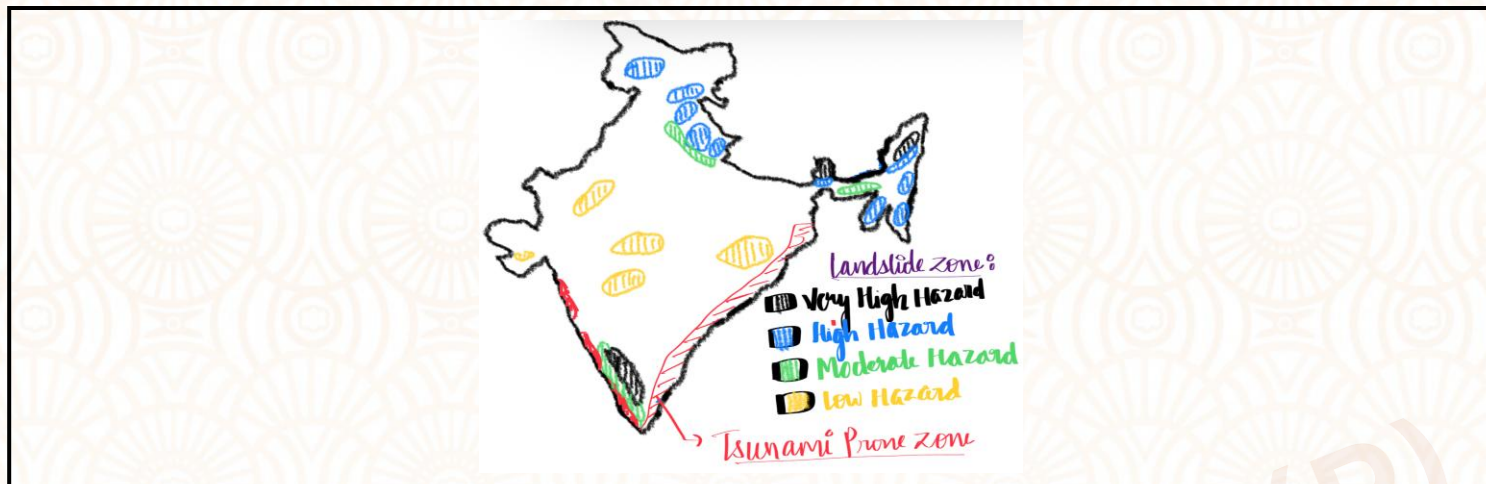 Landslide zone:
Very High Hazard
High Hazard
Moderate Hazard
Low Hazard
Tsunami Prone zone